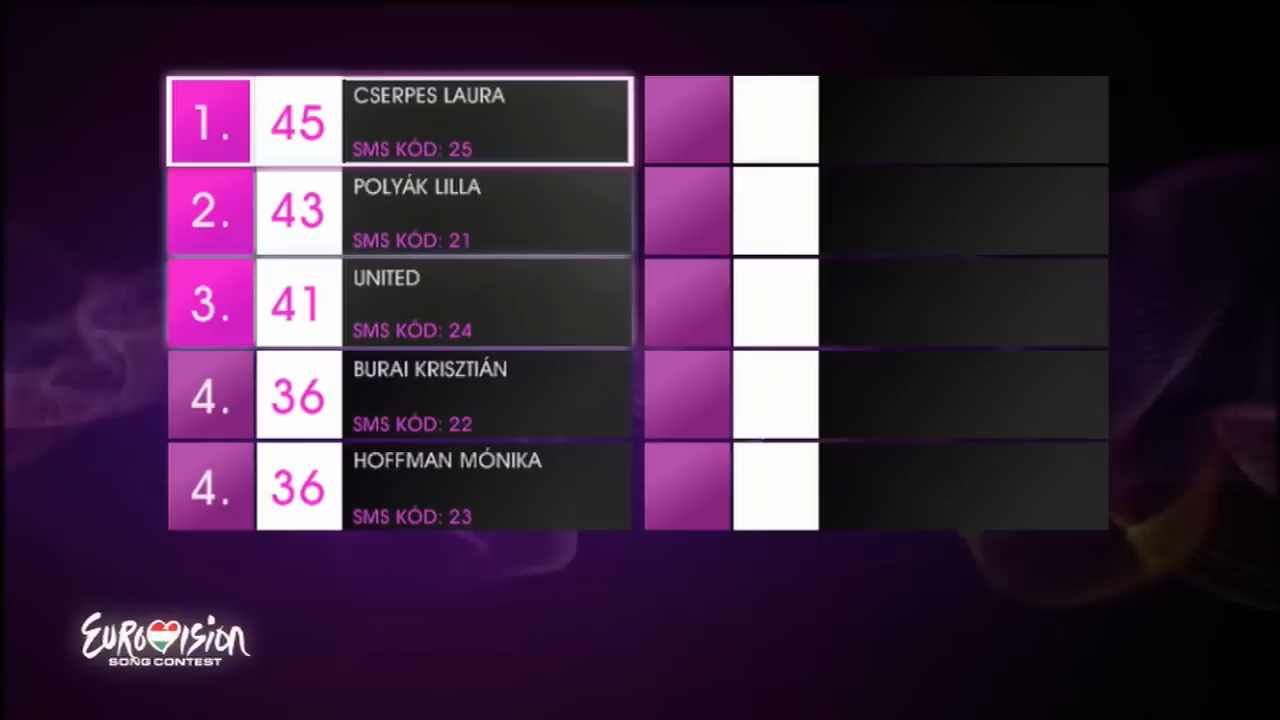 1. 45 CSERPES LAURA
SMS KÓD: 25
2. 43 POLYÁK LILLA
SMS KÓD: 21
3. 41 UNITED
SMS KÓD: 24
4. 36 BURAI KRISZTIÁN
SMS KÓD: 22
4. 36 HOFFMAN MÓNIKA
SMS KÓD: 23
EUROVISION
SONG CONTEST